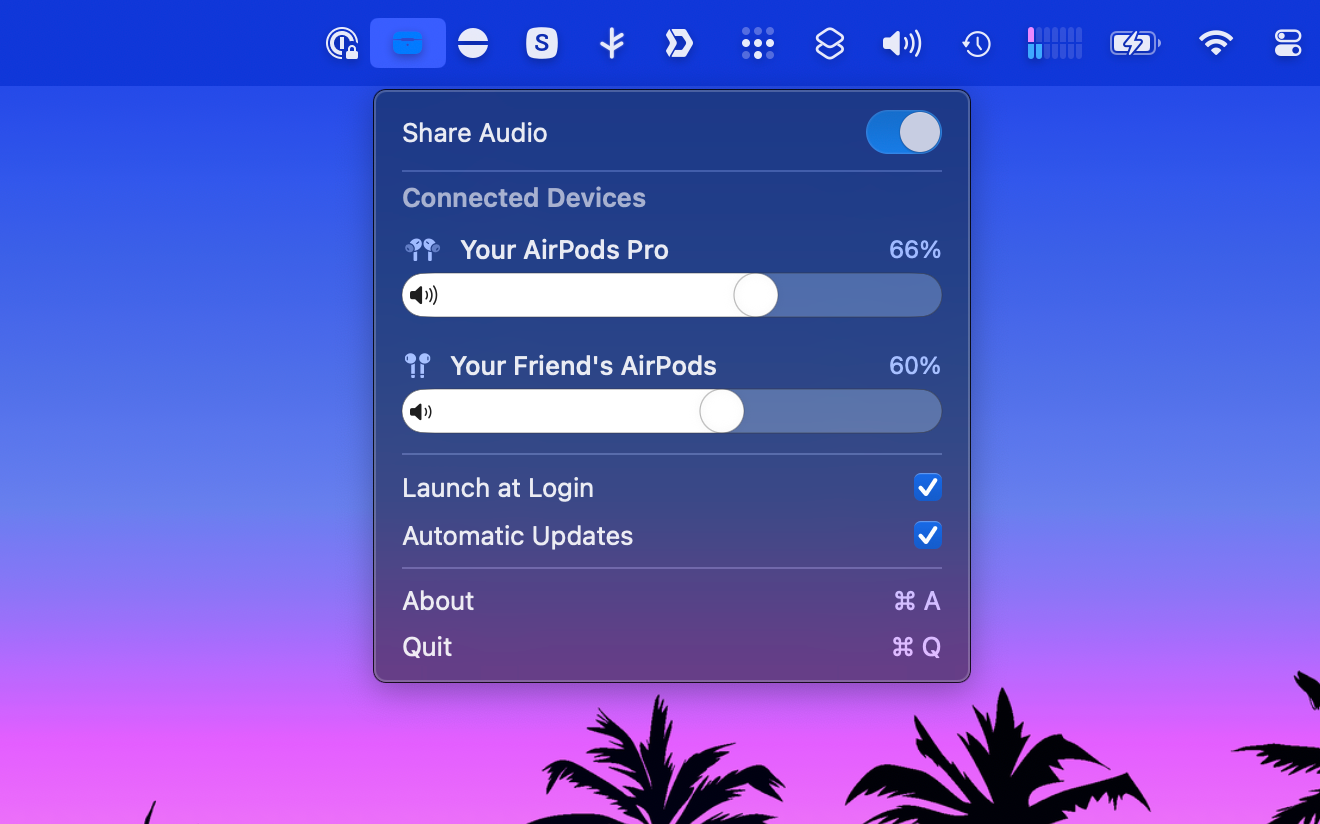 S
Share Audio
Connected Devices
Your AirPods Pro 66%
Your Friend's AirPods 60%
Launch at Login
Automatic Updates
About ⌘ A
Quit ⌘ Q